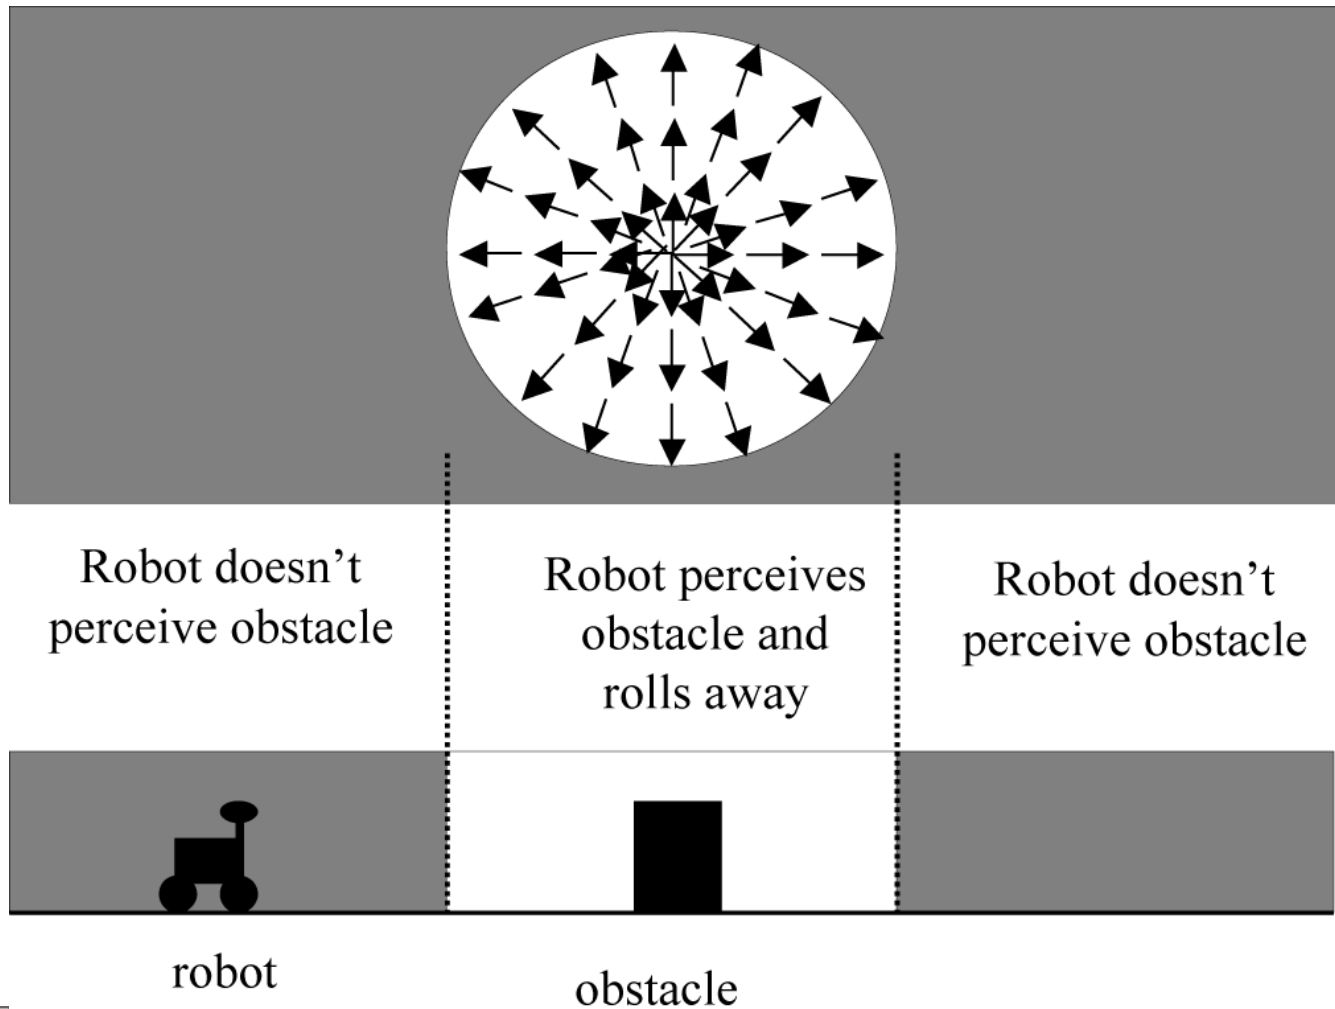 Robot doesn't
perceive obstacle
Robot perceives
obstacle and
rolls away
Robot doesn't
perceive obstacle
robot
obstacle